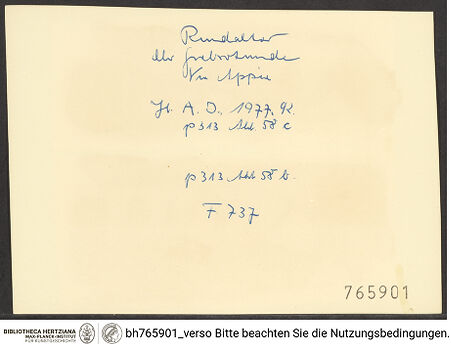 Rundaltar
der Grabrotunde
Via Appia
Jb. A. D., 1977, 92.
p 313 Abb. 58 c
p 313 Abb 58 b.
F 737
765901
BIBLIOTHECA HERTZIANA
MAX-PLANCK-INSTITUT
FÜR KUNSTGESCHICHTE
bh765901_verso Bitte beachten Sie die Nutzungsbedingungen.